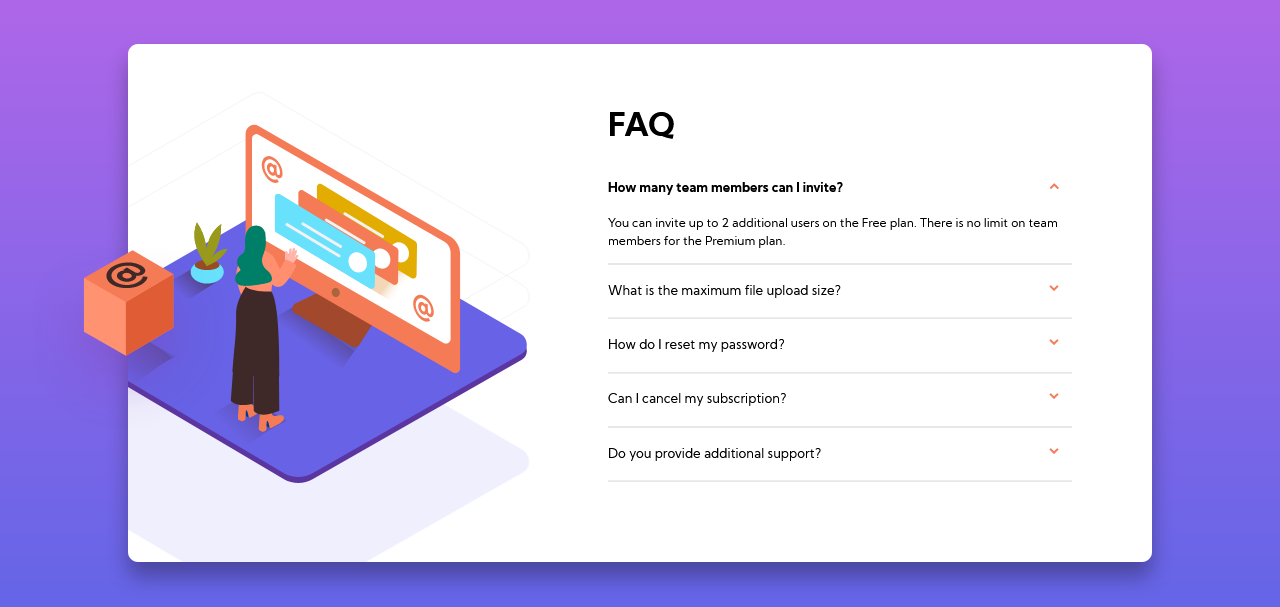 FAQ
How many team members can I invite?
You can invite up to 2 additional users on the Free plan. There is no limit on team
members for the Premium plan.
What is the maximum file upload size?
How do I reset my password?
Can I cancel my subscription?
Do you provide additional support?
@
@
@